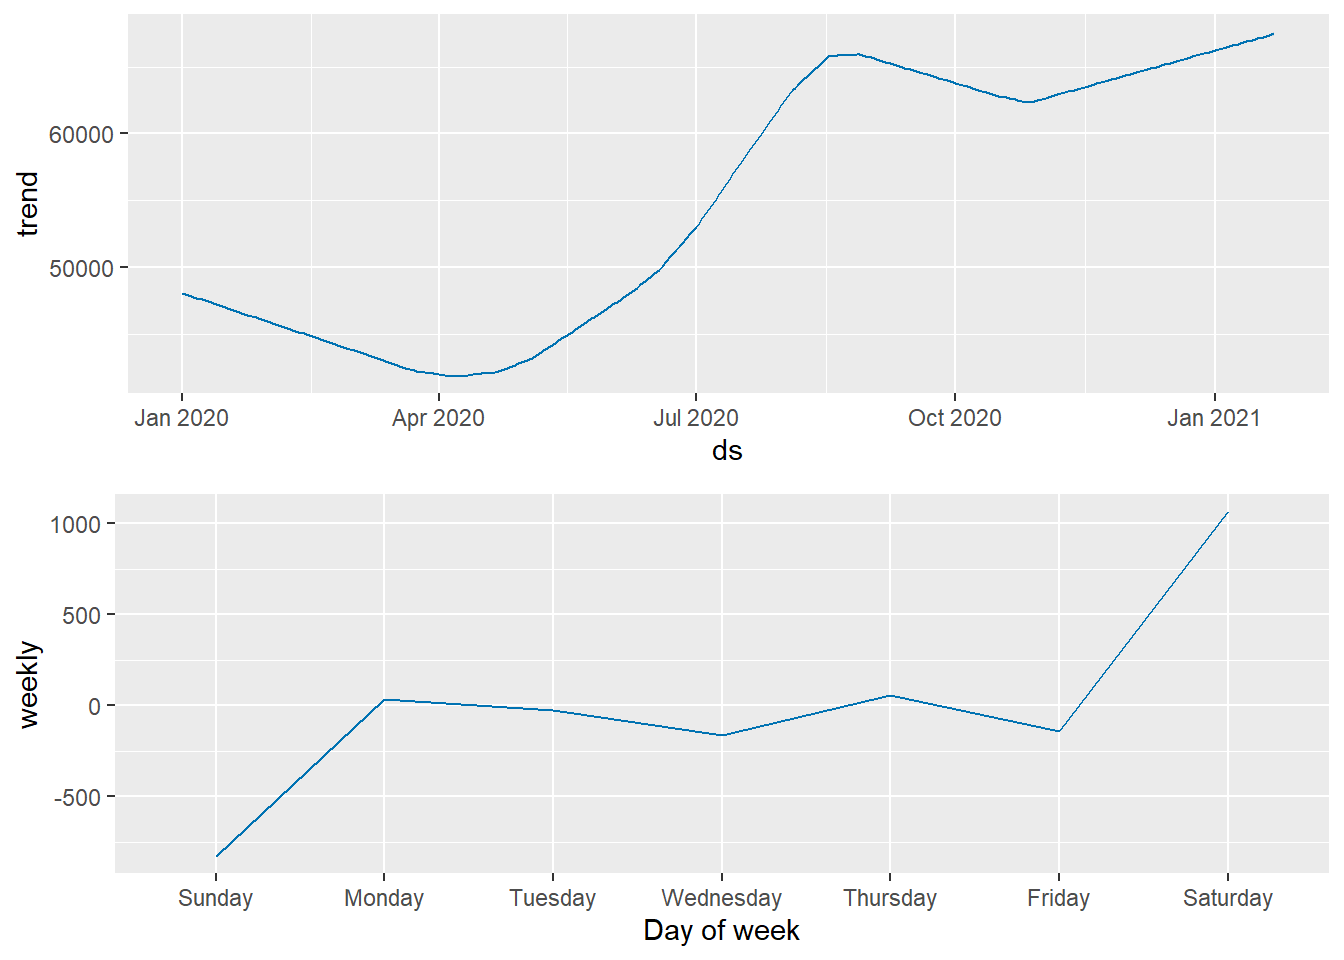 60000
50000
trend
Jan 2020 Apr 2020 Jul 2020 Oct 2020 Jan 2021
ds
1000
500
0
-500
weekly
Sunday Monday Tuesday Wednesday Thursday Friday Saturday
Day of week